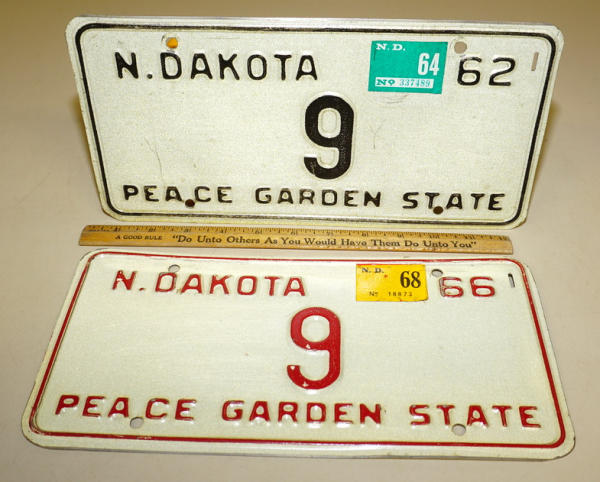 N. DAKOTA 62
N. D.
64
No 337489
9
PEACE GARDEN STATE
A GOOD RULE "Do Unto Others As You Would Have Them Do Unto You"
N. DAKOTA 66
N. D.
68
No 18873
9
PEACE GARDEN STATE